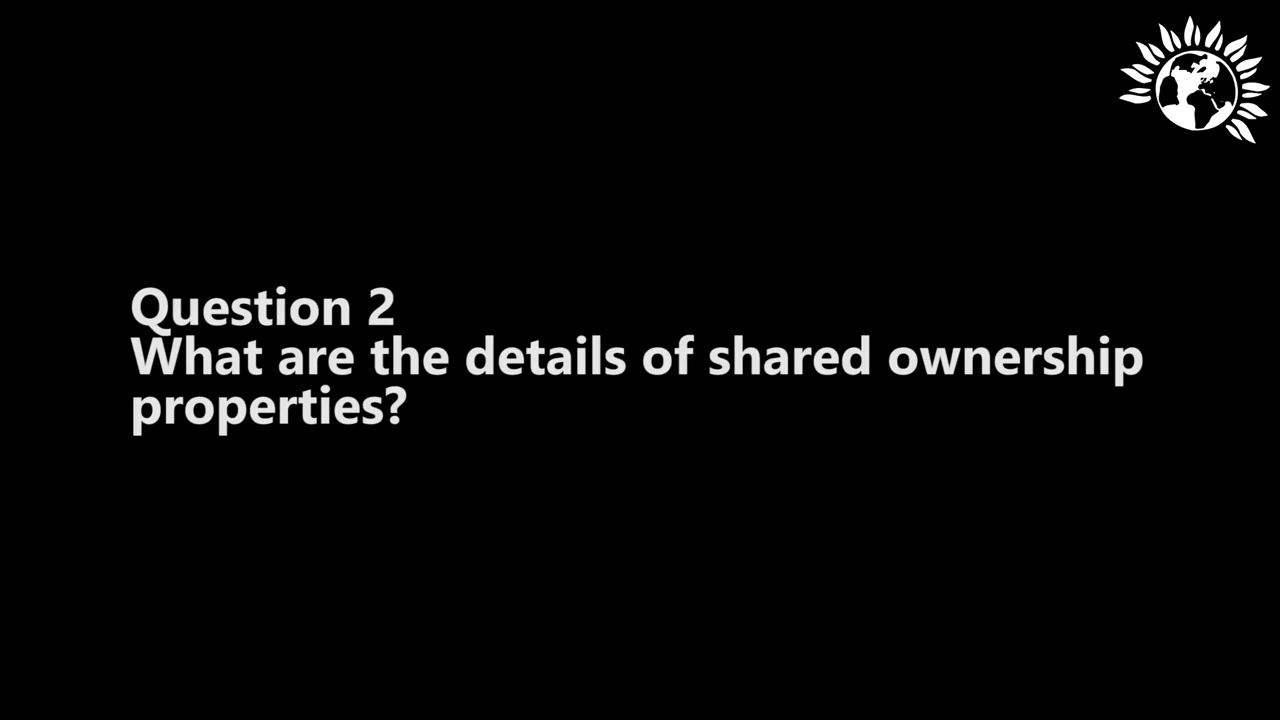 Question 2
What are the details of shared ownership
properties?